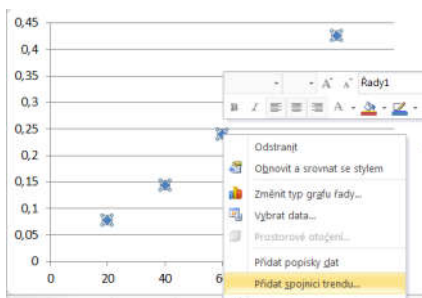 0,45
0,4
0,35
0,3
0,25
0,2
0,15
0,1
0,05
0
0 20 40 6
A A Řady1
B I A
Odstranit
Obnovit a srovnat se stylem
Změnit typ grafu řady...
Vybrat data...
Prostorové otočení...
Přidat popisky dat
Přidat spojnici trendu...